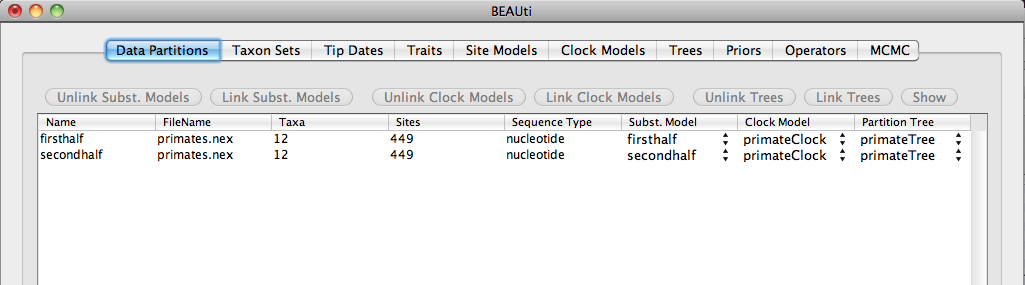 BEAUti
Data Partitions Taxon Sets Tip Dates Traits Site Models Clock Models Trees Priors Operators MCMC
Unlink Subst. Models Link Subst. Models Unlink Clock Models Link Clock Models Unlink Trees Link Trees Show
Name FileName Taxa Sites Sequence Type Subst. Model Clock Model Partition Tree
firsthalf primates.nex 12 449 nucleotide firsthalf primateClock primateTree
secondhalf primates.nex 12 449 nucleotide secondhalf primateClock primateTree